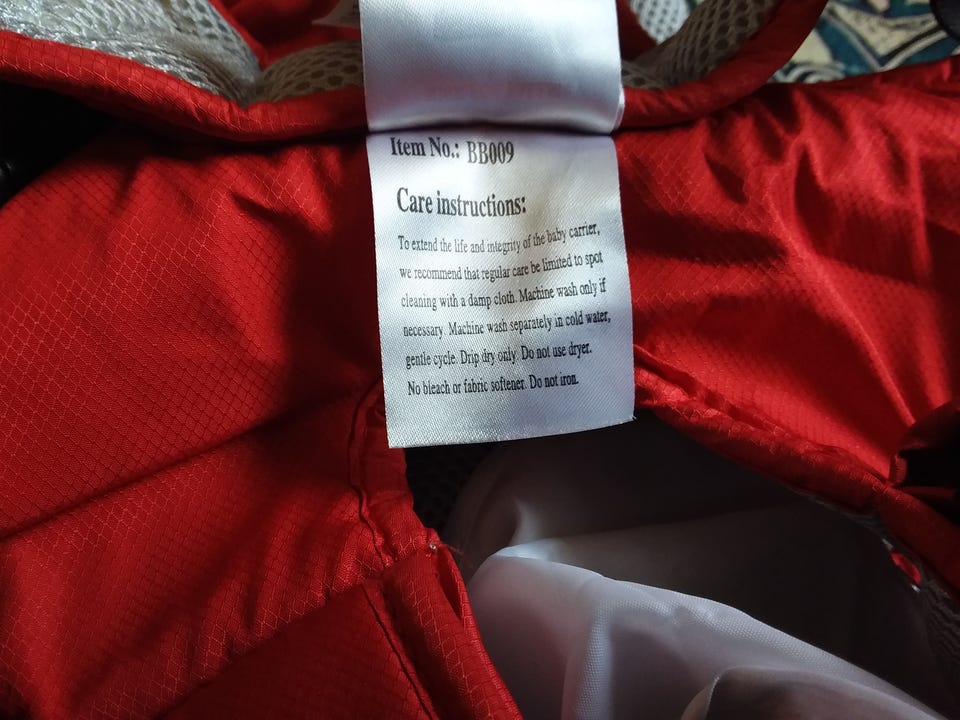 Item No.: BB009
Care instructions:
To extend the life and integrity of the baby carrier,
we recommend that regular care be limited to spot
cleaning with a damp cloth. Machine wash only if
necessary. Machine wash separately in cold water,
gentle cycle. Drip dry only. Do not use dryer.
No bleach or fabric softener. Do not iron.